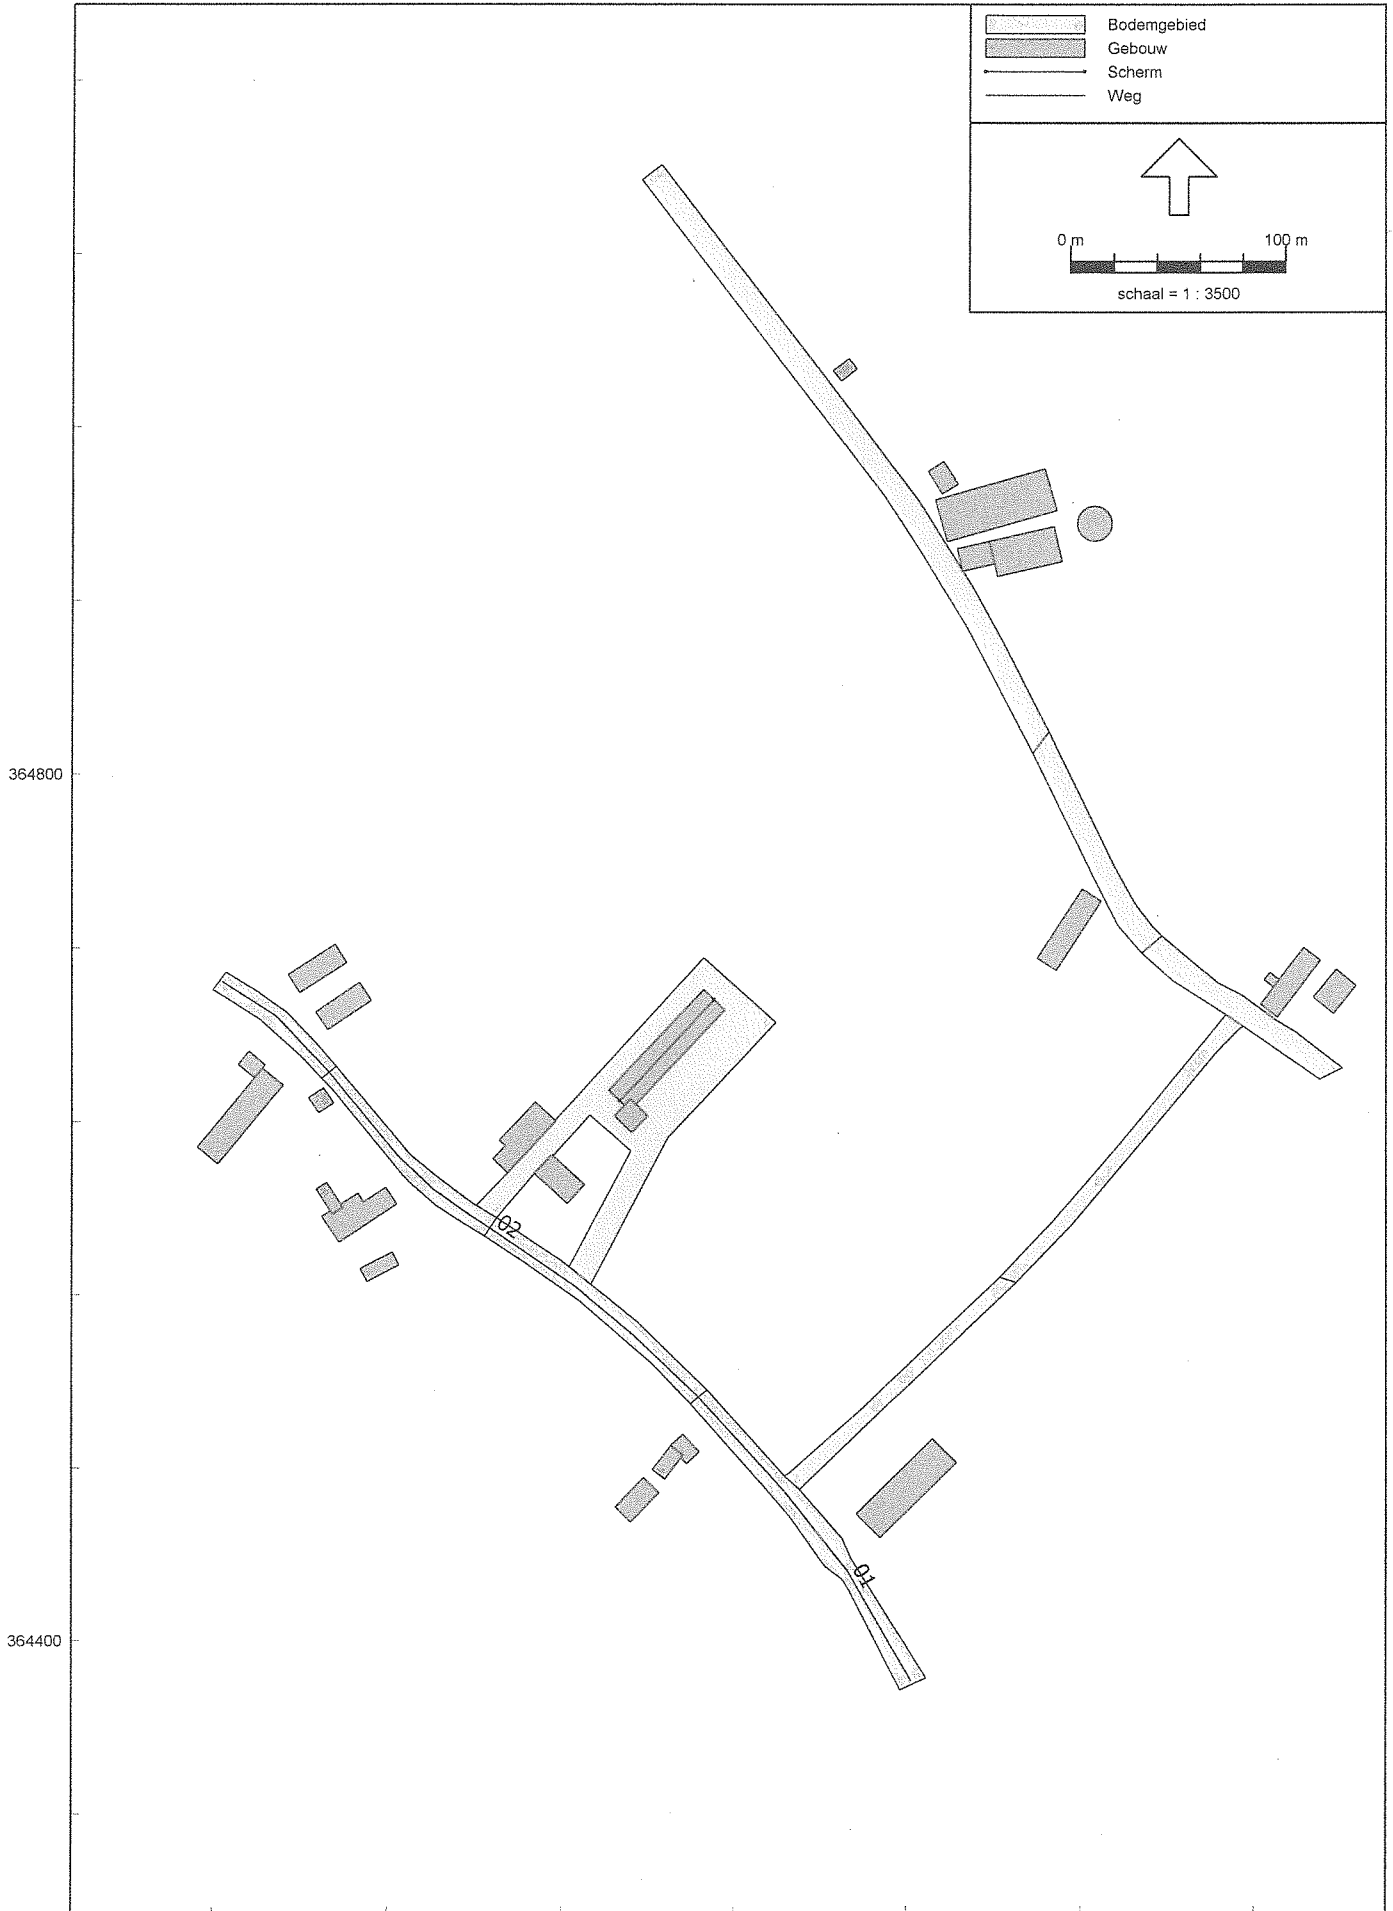 Bodemgebied
Gebouw
Scherm
Weg
0 m 100 m
schaal = 1 : 3500
364800
02
01
364400